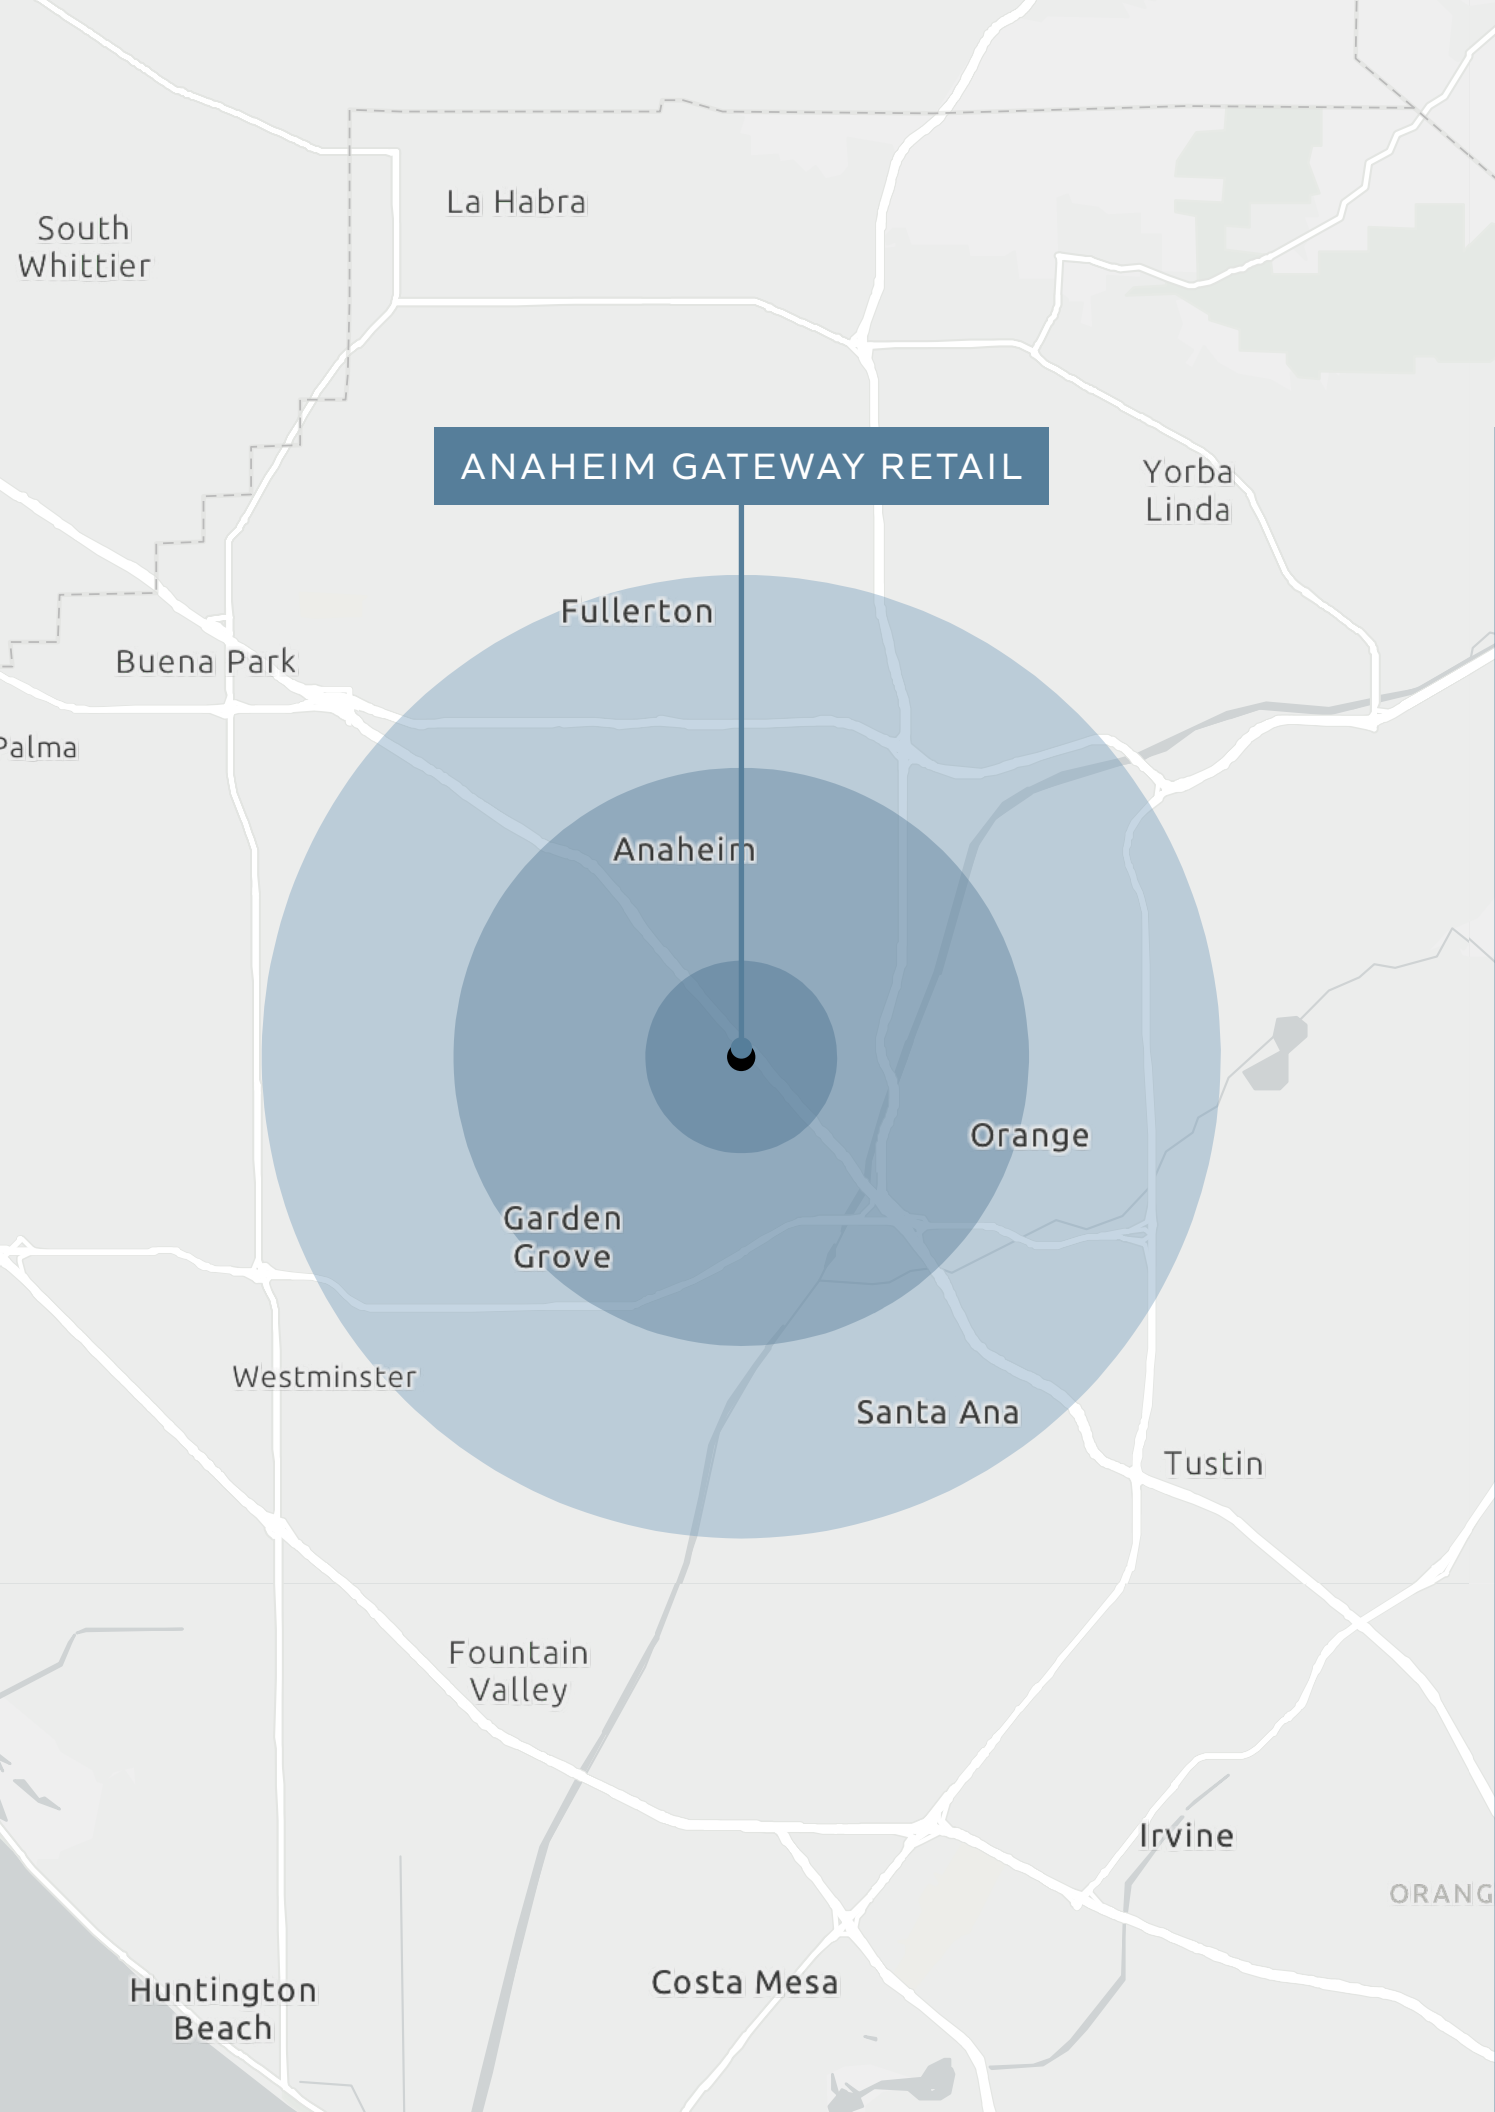 La Habra
South
Whittier
ANAHEIM GATEWAY RETAIL
Yorba
Linda
Fullerton
Buena Park
Palma
Anaheim
Orange
Garden
Grove
Westminster
Santa Ana
Tustin
Fountain
Valley
Irvine
ORANG
Costa Mesa
Huntington
Beach